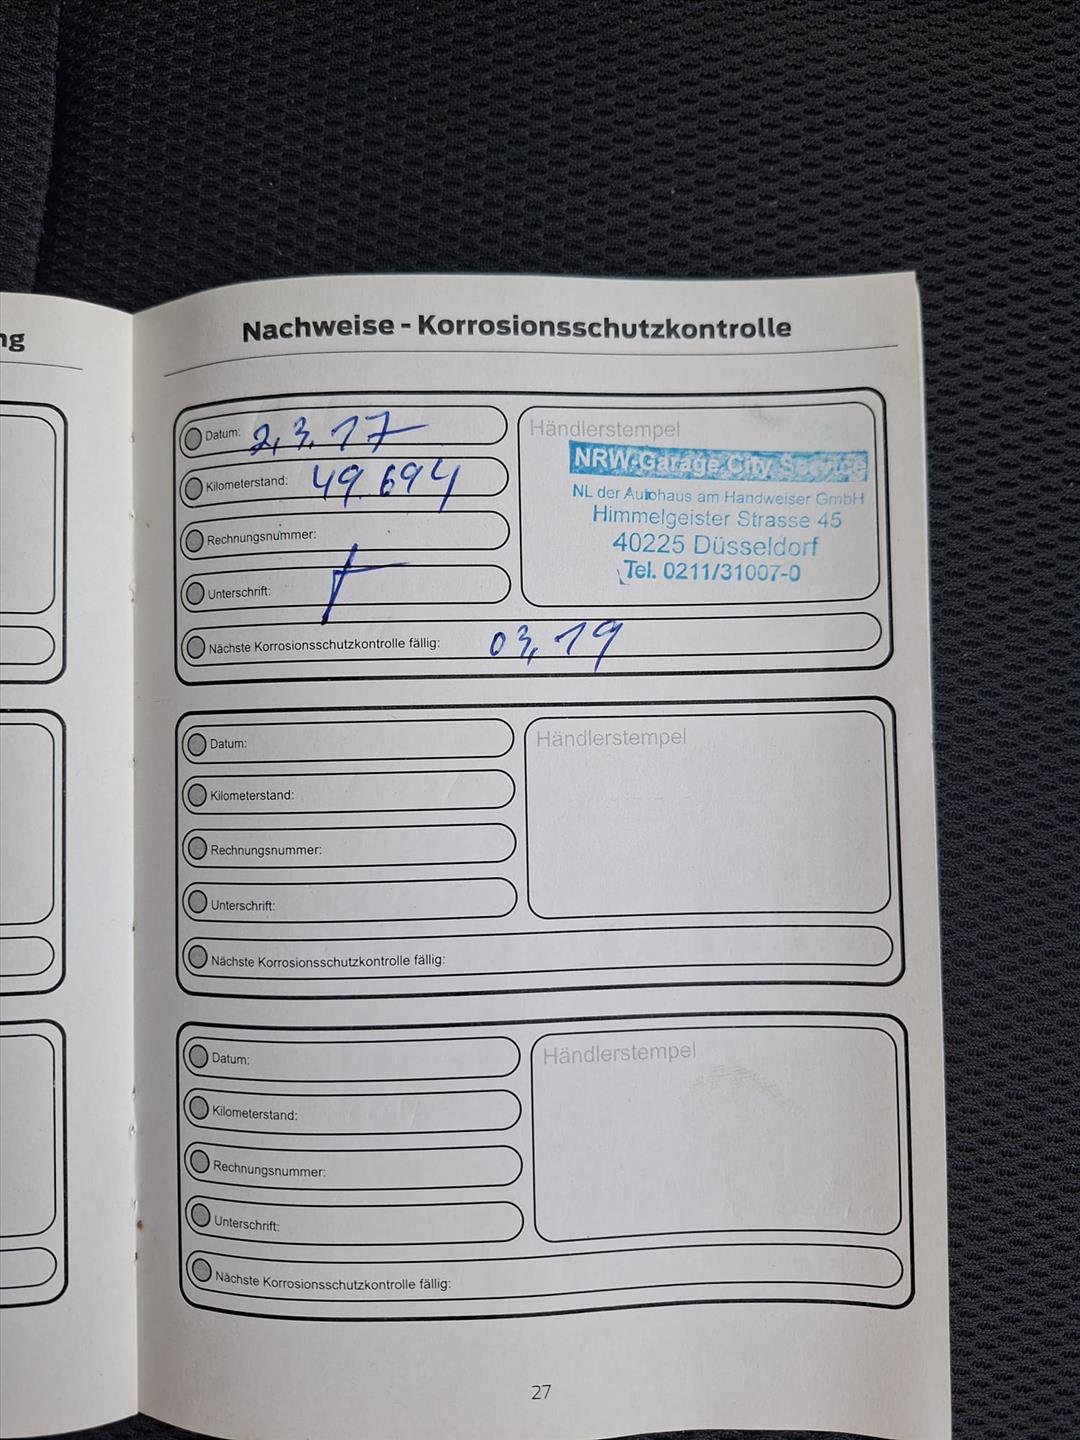 ng
Nachweise - Korrosionsschutzkontrolle
Datum: 2,3,17
Kilometerstand: 49.694
Rechnungsnummer:
Unterschrift:
Nächste Korrosionsschutzkontrolle fällig: 03,19
Händlerstempel
NRW-Garage City Service
NL der Autohaus am Handweiser GmbH
Himmelgeister Strasse 45
40225 Düsseldorf
Tel. 0211/31007-0
Datum:
Kilometerstand:
Rechnungsnummer:
Unterschrift:
Nächste Korrosionsschutzkontrolle fällig:
Händlerstempel
Datum:
Kilometerstand:
Rechnungsnummer:
Unterschrift:
Nächste Korrosionsschutzkontrolle fällig:
Händlerstempel
27